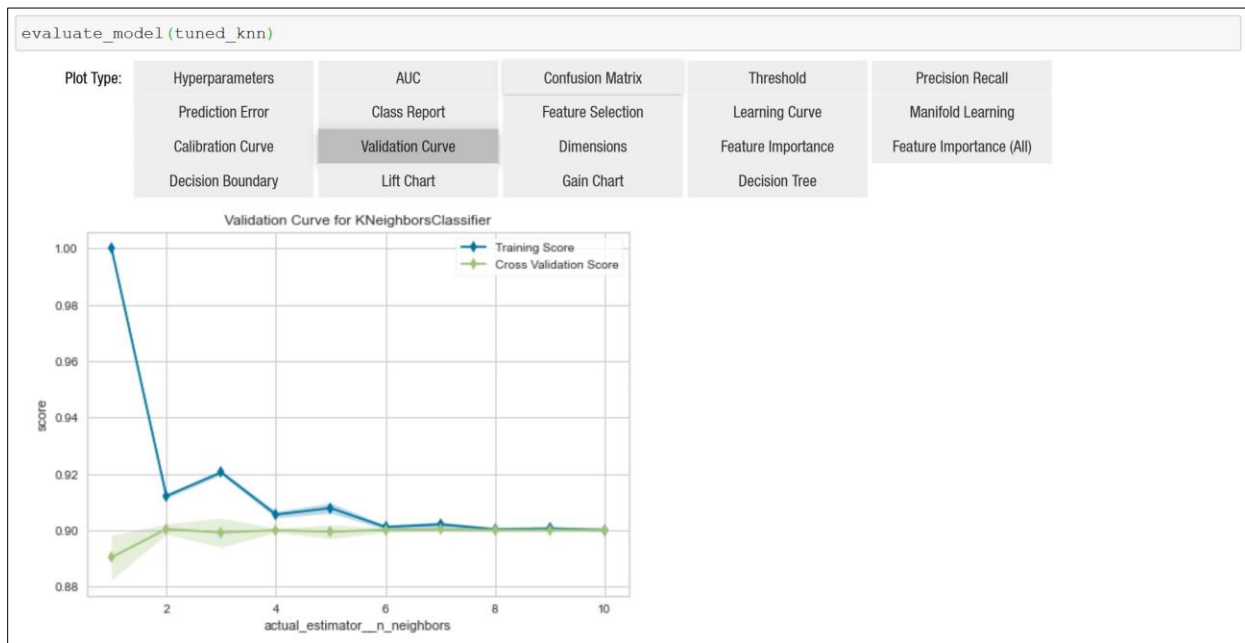 evaluate_model(tuned_knn)
Plot Type: Hyperparameters AUC Confusion Matrix Threshold Precision Recall
Prediction Error Class Report Feature Selection Learning Curve Manifold Learning
Calibration Curve Validation Curve Dimensions Feature Importance Feature Importance (All)
Decision Boundary Lift Chart Gain Chart Decision Tree
Validation Curve for KNeighborsClassifier
Training Score
Cross Validation Score
1.00
0.98
0.96
0.94
0.92
0.90
0.88
score
2 4 6 8 10
actual_estimator__n_neighbors